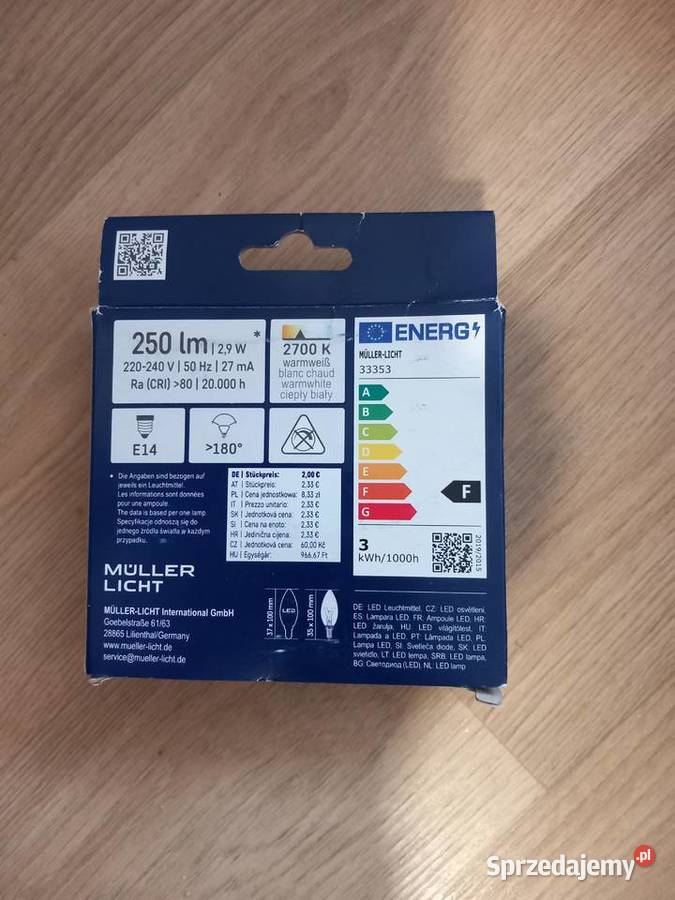 250 lm | 2,9 W *
220-240 V | 50 Hz | 27 mA
Ra (CRI) >80 | 20.000 h
2700 K
warmweiß
blanc chaud
warmwhite
ciepły biały
E14
>180°
ENERG
MÜLLER-LICHT
33353
A
B
C
D
E
F
G
F
3
kWh/1000h
2019/2015
• Die Angaben sind bezogen auf
jeweils ein Leuchtmittel.
Les informations sont données
pour une ampoule.
The data is based per one lamp.
Specyfikacje odnoszą się do
jednego źródła światła w każdym
przypadku.
DE | Stückpreis: 2,00 €
AT | Stückpreis: 2.33 €
PL | Cena jednostkowa: 8,33 zł
IT | Prezzo unitario: 2.33 €
SK | Jednotková cena: 2.33 €
SI | Cena na enoto: 2.33 €
HR | Jedinična cijena: 2.33 €
CZ | Jednotková cena: 60,00 Kč
HU | Egységár: 966.67 Ft
MÜLLER
LICHT
MÜLLER-LICHT International GmbH
Goebelstraße 61/63
28865 Lilienthal/Germany
www.mueller-licht.de
service@mueller-licht.de
37 x 100 mm
LED
35 x 100 mm
DE: LED Leuchtmittel, CZ: LED osvětlení,
ES: Lámpara LED, FR: Ampoule LED, HR:
LED žarulja, HU: LED világítótest, IT:
Lampada a LED, PT: Lâmpada LED, PL:
Lampa LED, SI: Svetleča diode, SK: LED
svietidlo, LT: LED lempa, SRB: LED lampa,
BG: Светодиод (LED), NL: LED lamp
Sprzedajemy.pl